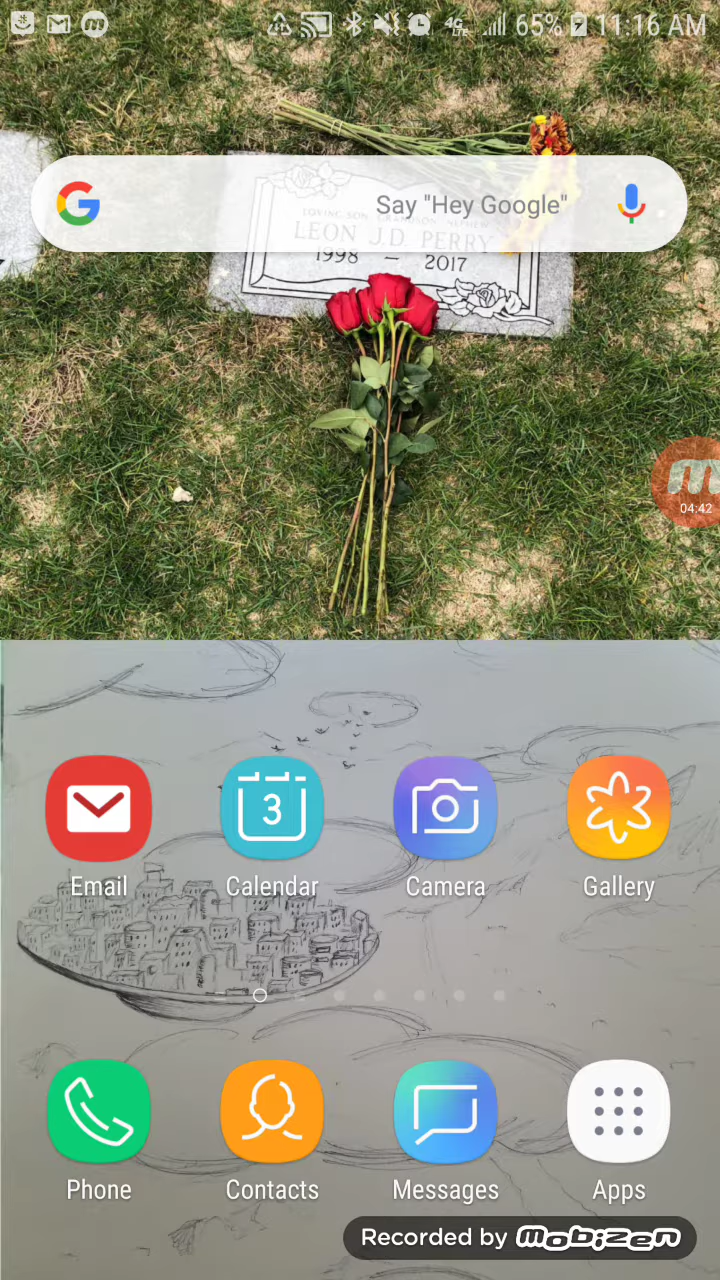 65% 11:16 AM
Say "Hey Google"
LOVING SON, GRANDSON, NEPHEW
LEON J.D. PERRY
1998 — 2017
04:42
3
Email Calendar Camera Gallery
Phone Contacts Messages Apps
Recorded by mobizen